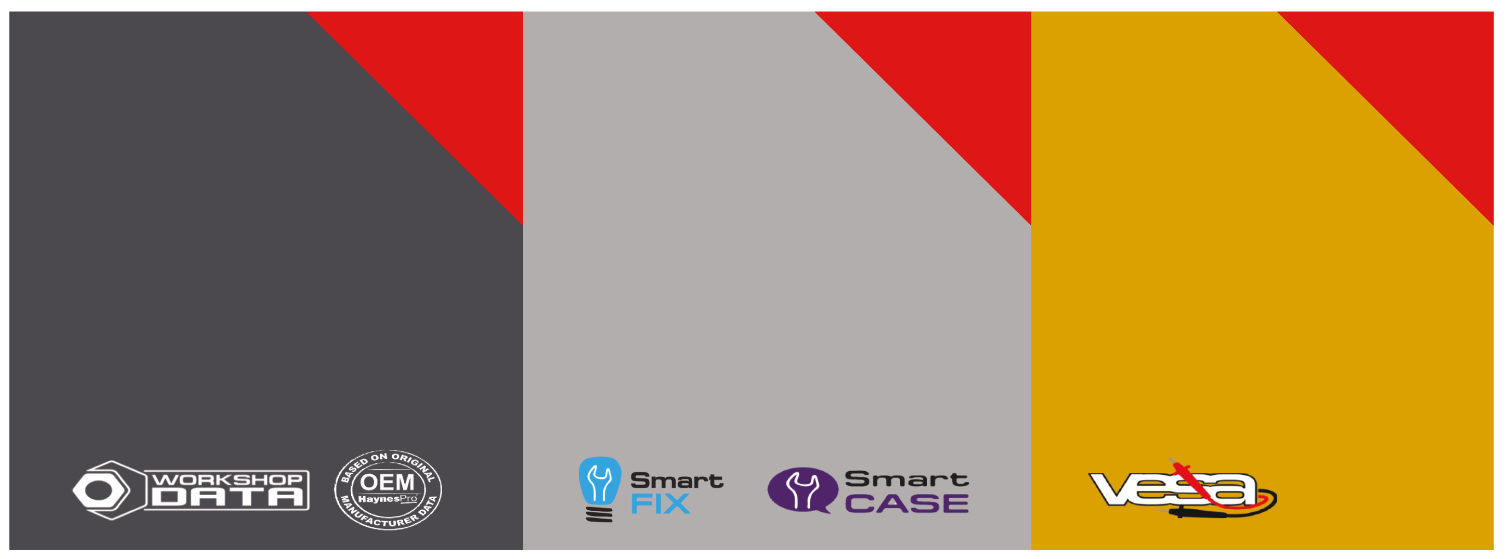 WORKSHOP
DATA
BASED ON ORIGINAL
OEM
HaynesPro
MANUFACTURER DATA
Smart
FIX
Smart
CASE
vesa